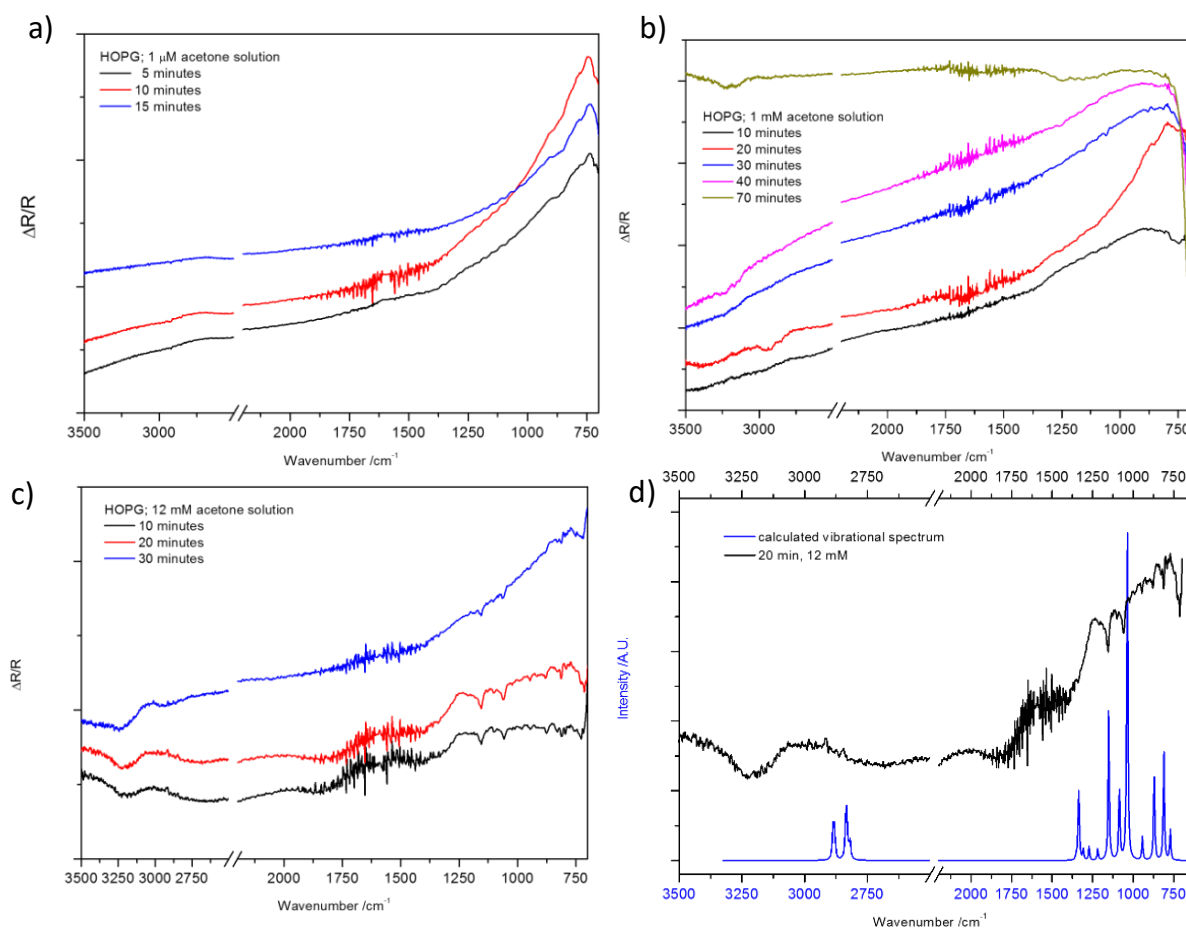 a)
HOPG; 1 μM acetone solution
5 minutes
10 minutes
15 minutes
ΔR/R
3500 3000 2000 1750 1500 1250 1000 750
Wavenumber /cm⁻¹
b)
HOPG; 1 mM acetone solution
10 minutes
20 minutes
30 minutes
40 minutes
70 minutes
ΔR/R
3500 3000 2000 1750 1500 1250 1000 750
Wavenumber /cm⁻¹
c)
HOPG; 12 mM acetone solution
10 minutes
20 minutes
30 minutes
ΔR/R
3500 3250 3000 2750 2000 1750 1500 1250 1000 750
Wavenumber /cm⁻¹
d)
3500 3250 3000 2750 2000 1750 1500 1250 1000 750
calculated vibrational spectrum
20 min, 12 mM
Intensity /A.U.
3500 3250 3000 2750 2000 1750 1500 1250 1000 750
Wavenumber /cm⁻¹